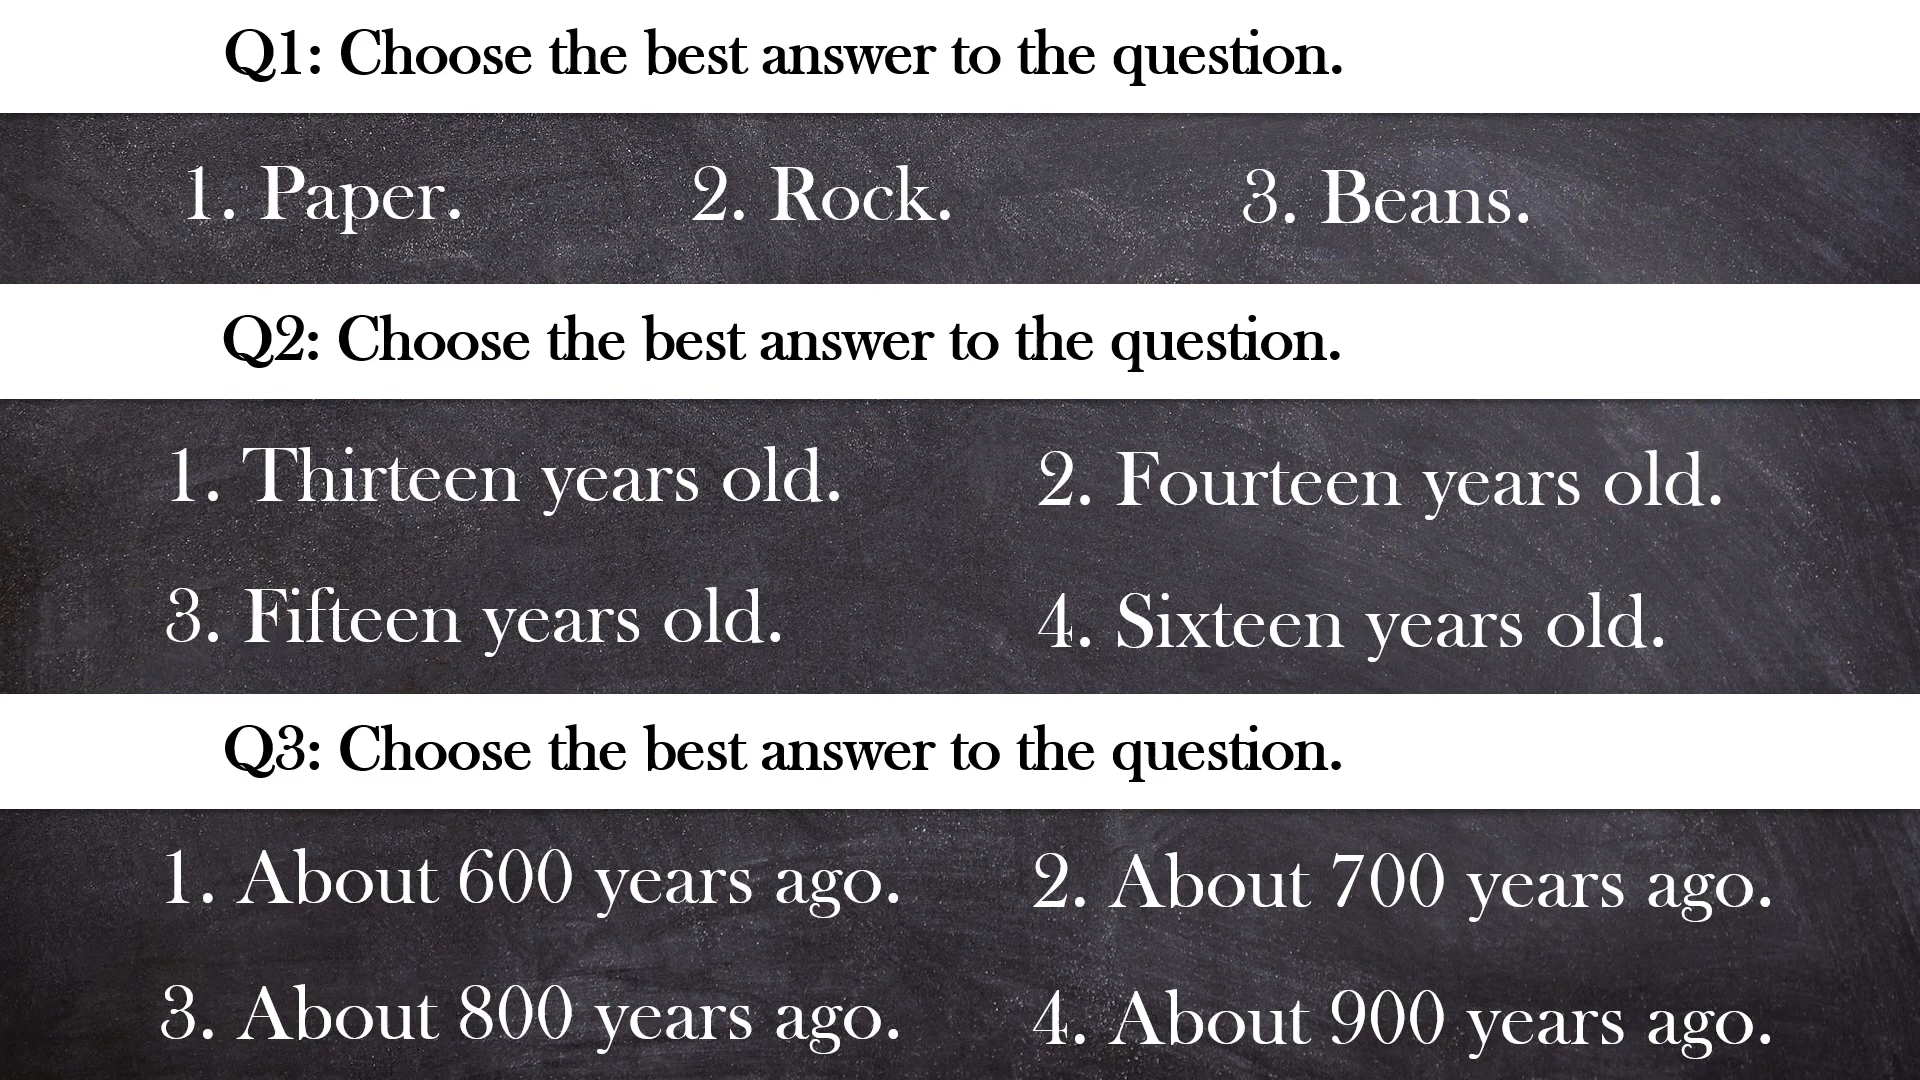 Q1: Choose the best answer to the question.
1. Paper. 2. Rock. 3. Beans.
Q2: Choose the best answer to the question.
1. Thirteen years old. 2. Fourteen years old.
3. Fifteen years old. 4. Sixteen years old.
Q3: Choose the best answer to the question.
1. About 600 years ago. 2. About 700 years ago.
3. About 800 years ago. 4. About 900 years ago.